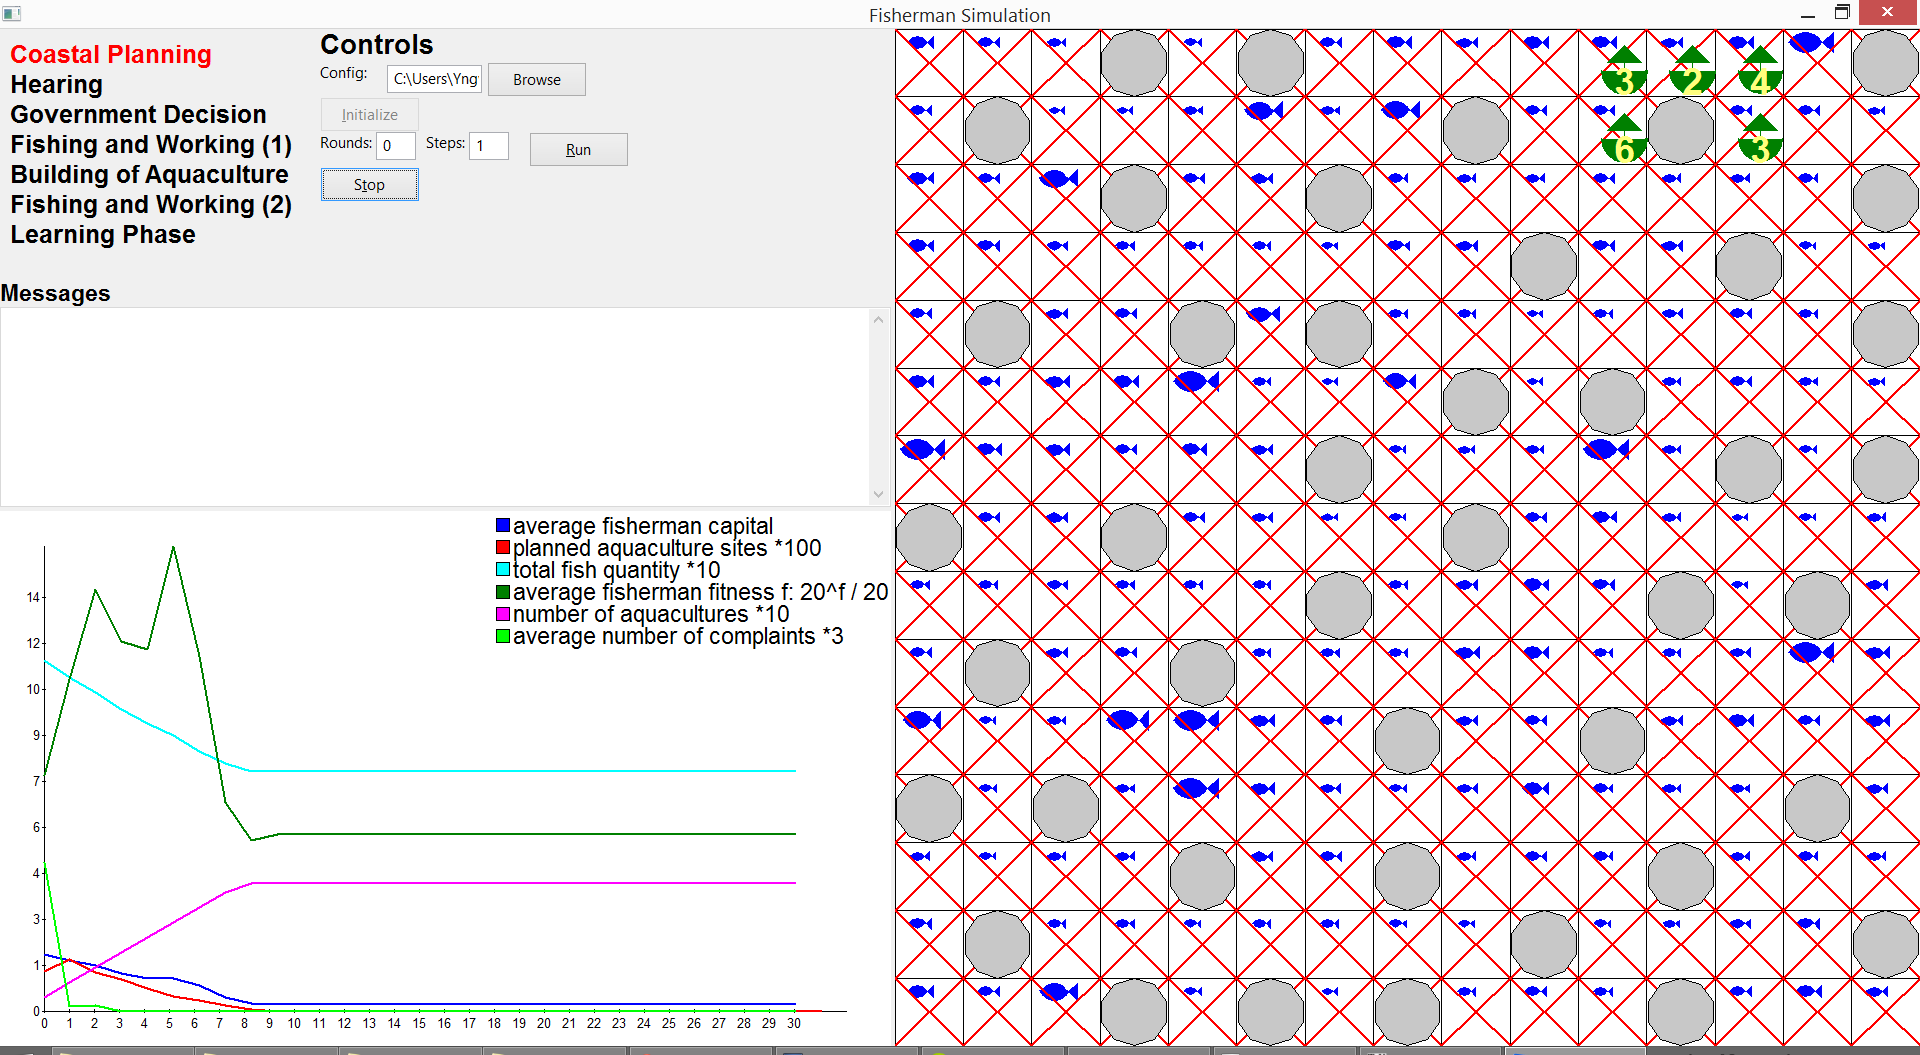 Fisherman Simulation
Coastal Planning
Hearing
Government Decision
Fishing and Working (1)
Building of Aquaculture
Fishing and Working (2)
Learning Phase
Controls
Config: C:\Users\Yng Browse
Initialize
Rounds: 0 Steps: 1 Run
Stop
Messages
average fisherman capital
planned aquaculture sites *100
total fish quantity *10
average fisherman fitness f: 20^f / 20
number of aquacultures *10
average number of complaints *3
14
12
10
9
7
6
4
3
1
0
0 1 2 3 4 5 6 7 8 9 10 11 12 13 14 15 16 17 18 19 20 21 22 23 24 25 26 27 28 29 30
3 2 4
6 3